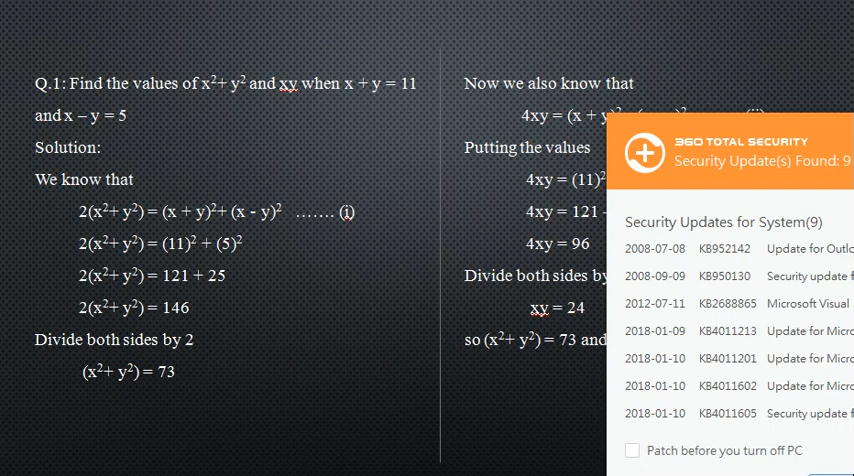 Q.1: Find the values of x²+ y² and xy when x + y = 11
and x – y = 5
Solution:
We know that
2(x²+ y²) = (x + y)²+ (x - y)² ……. (i)
2(x²+ y²) = (11)² + (5)²
2(x²+ y²) = 121 + 25
2(x²+ y²) = 146
Divide both sides by 2
(x²+ y²) = 73
Now we also know that
4xy = (x + y)²
Putting the values
4xy = (11)²
4xy = 121 -
4xy = 96
Divide both sides by
xy = 24
so (x²+ y²) = 73 and
360 TOTAL SECURITY
Security Update(s) Found: 9
Security Updates for System(9)
2008-07-08 KB952142 Update for Outlo
2008-09-09 KB950130 Security update f
2012-07-11 KB2688865 Microsoft Visual
2018-01-09 KB4011213 Update for Micro
2018-01-10 KB4011201 Update for Micro
2018-01-10 KB4011602 Update for Micro
2018-01-10 KB4011605 Security update f
Patch before you turn off PC